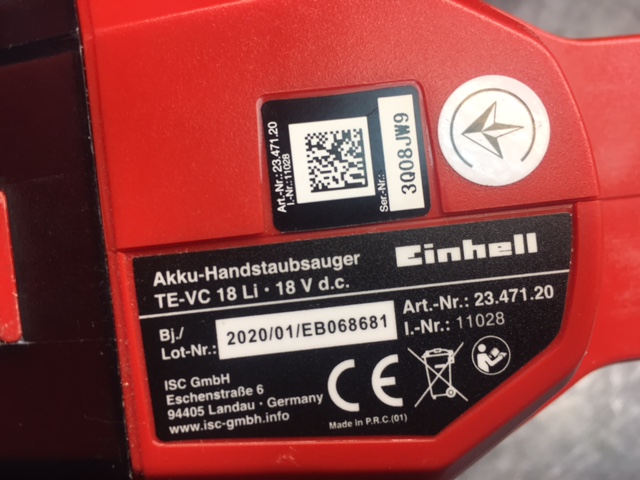 Art.-Nr.: 23.471.20
I.-Nr.: 11028
Ser.-Nr.:
3Q08JW9
Einhell
Akku-Handstaubsauger
TE-VC 18 Li · 18 V d.c.
Bj./
Lot-Nr.:
2020/01/EB068681
Art.-Nr.: 23.471.20
I.-Nr.: 11028
ISC GmbH
Eschenstraße 6
94405 Landau · Germany
www.isc-gmbh.info
CE
Made in P.R.C.(01)